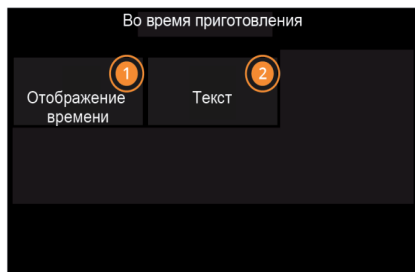 Во время приготовления
1
2
Отображение
времени
Текст